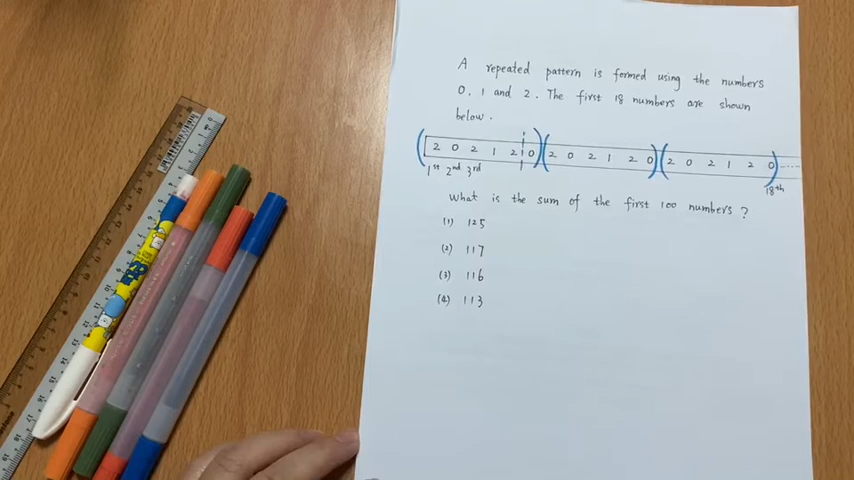 A repeated pattern is formed using the numbers
0, 1 and 2. The first 18 numbers are shown
below.
2 0 2 1 2 0 2 0 2 1 2 0 2 0 2 1 2 0 .....
1st 2nd 3rd 18th
What is the sum of the first 100 numbers?
(1) 125
(2) 117
(3) 116
(4) 113